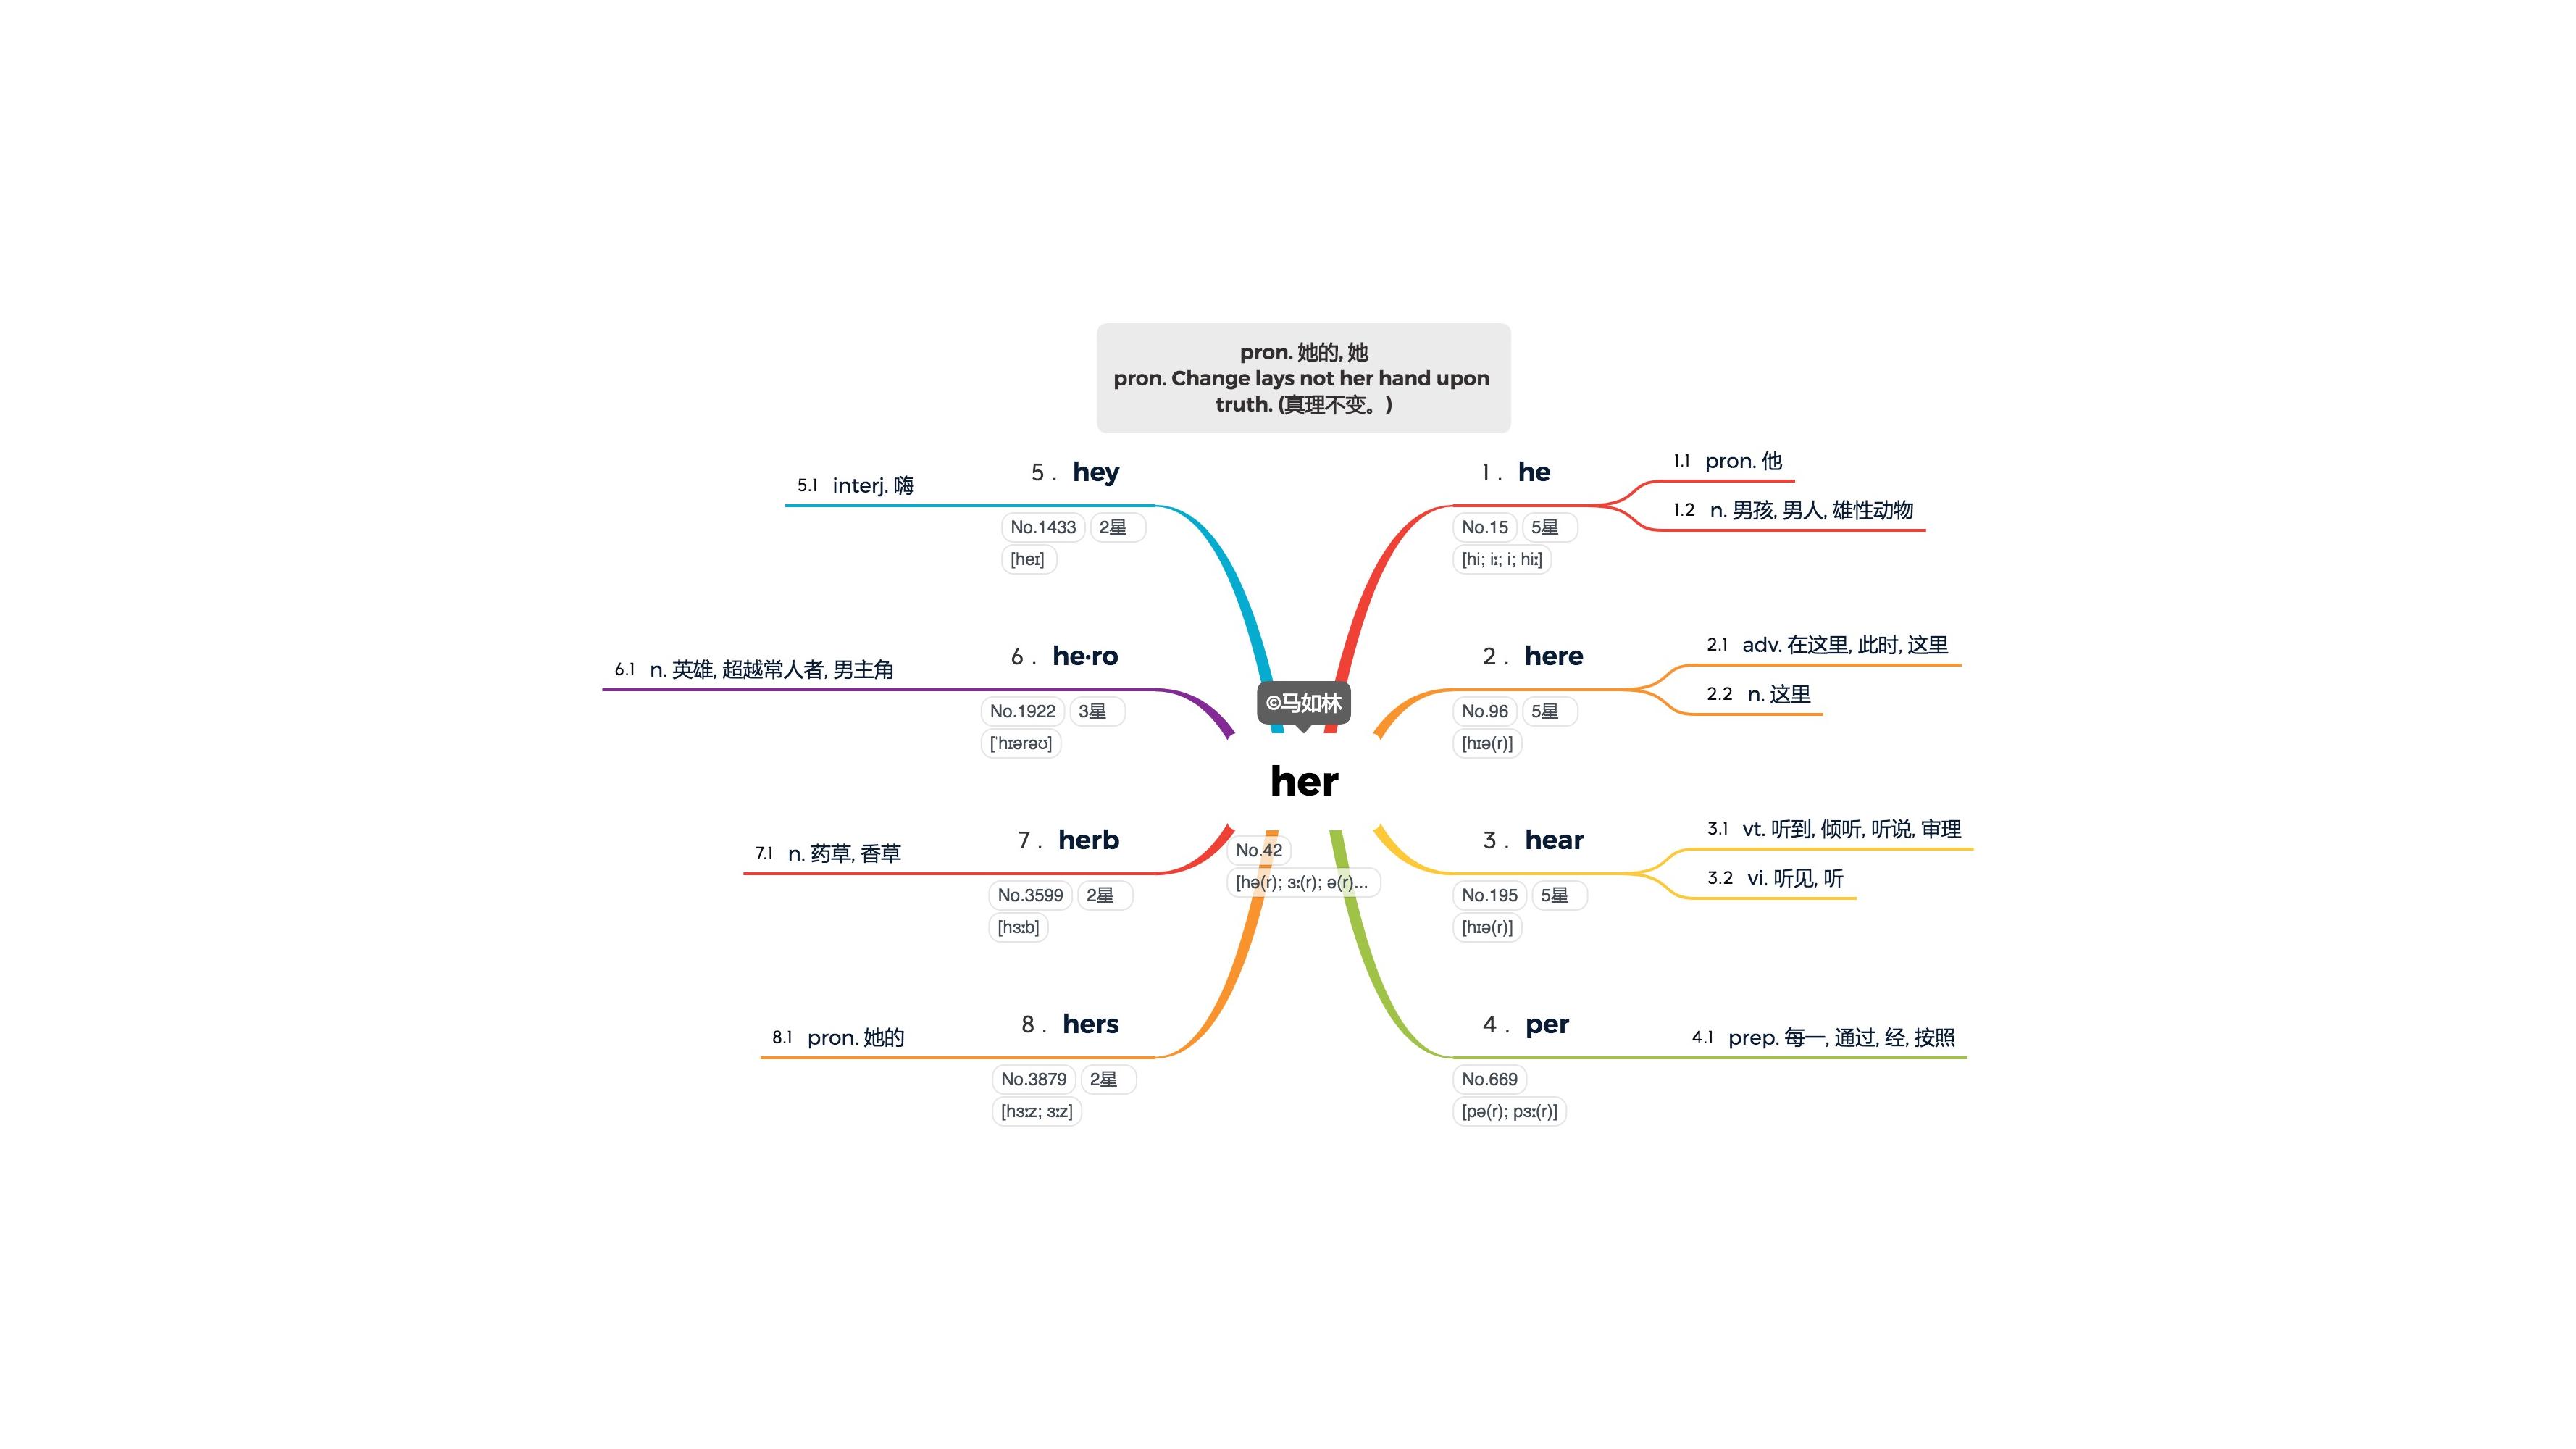 pron. 她的, 她
pron. Change lays not her hand upon
truth. (真理不变。)
©马如林
her
No.42
[hə(r); ɜː(r); ə(r)...
1 . he
No.15 5星
[hi; iː; i; hiː]
1.1 pron. 他
1.2 n. 男孩, 男人, 雄性动物
2 . here
No.96 5星
[hɪə(r)]
2.1 adv. 在这里, 此时, 这里
2.2 n. 这里
3 . hear
No.195 5星
[hɪə(r)]
3.1 vt. 听到, 倾听, 听说, 审理
3.2 vi. 听见, 听
4 . per
No.669
[pə(r); pɜː(r)]
4.1 prep. 每一, 通过, 经, 按照
5 . hey
No.1433 2星
[heɪ]
5.1 interj. 嗨
6 . he·ro
No.1922 3星
[ˈhɪərəʊ]
6.1 n. 英雄, 超越常人者, 男主角
7 . herb
No.3599 2星
[hɜːb]
7.1 n. 药草, 香草
8 . hers
No.3879 2星
[hɜːz; ɜːz]
8.1 pron. 她的